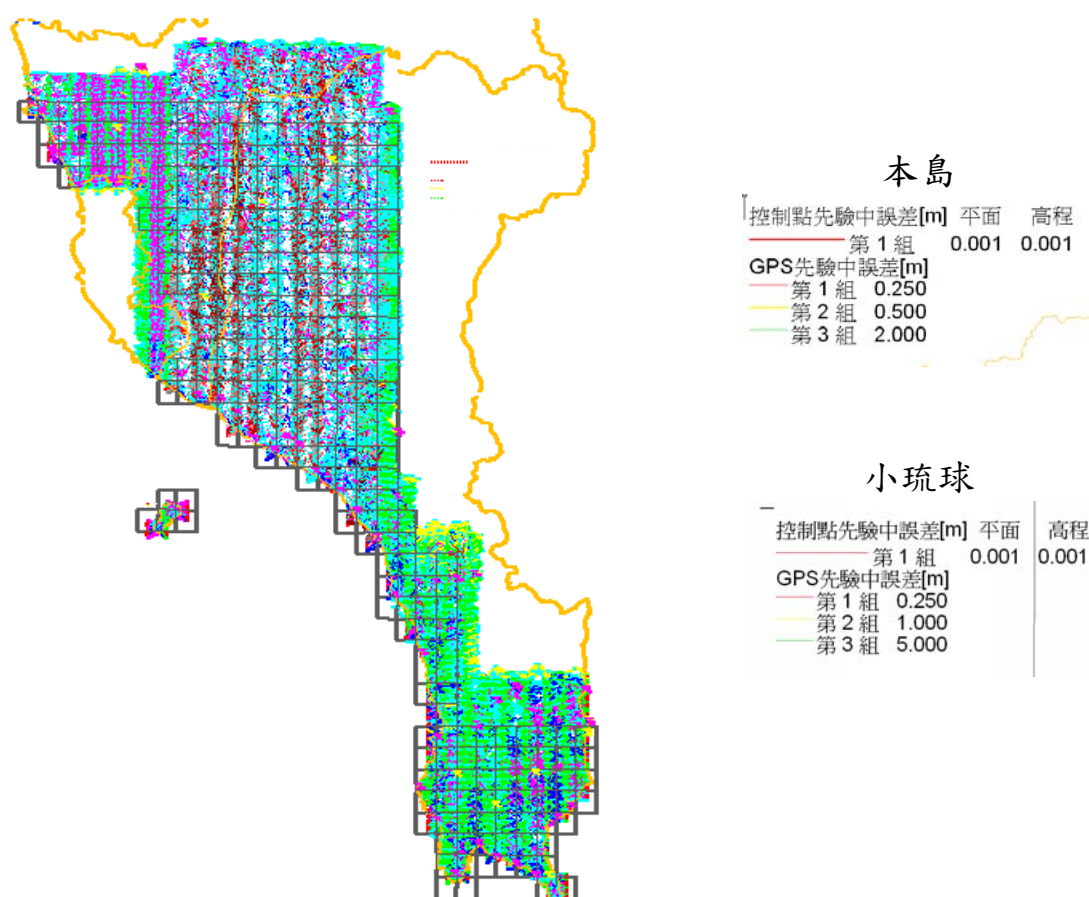 本島
控制點先驗中誤差[m] 平面 高程
第 1 組 0.001 0.001
GPS先驗中誤差[m]
第 1 組 0.250
第 2 組 0.500
第 3 組 2.000
小琉球
控制點先驗中誤差[m] 平面 高程
第 1 組 0.001 0.001
GPS先驗中誤差[m]
第 1 組 0.250
第 2 組 1.000
第 3 組 5.000